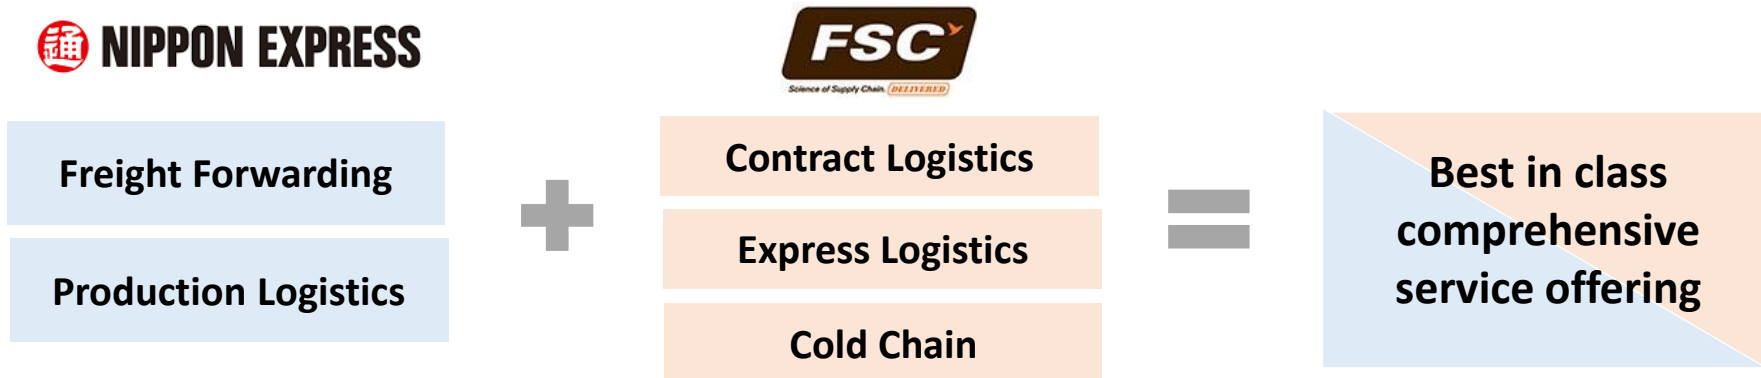 通 NIPPON EXPRESS
FSC
Science of Supply Chain. DELIVERED
Freight Forwarding
Production Logistics
Contract Logistics
Express Logistics
Cold Chain
Best in class
comprehensive
service offering